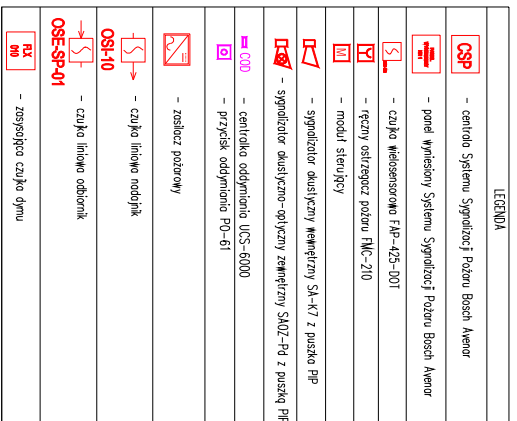 LEGENDA
CSP - centrala Systemu Sygnalizacji Pożaru Bosch Avenar
- panel wyniesiony Systemu Sygnalizacji Pożaru Bosch Avenar
- czujka wielosensorowa FAP-425-DOT
- ręczny ostrzegacz pożaru FMC-210
M - moduł sterujący
- sygnalizator akustyczny wewnętrzny SA-K7 z puszka PIP
- sygnalizator akustyczno-optyczny zewnętrzny SAOZ-Pd z puszką PIP
COD - centralka oddymiania UCS-6000
- przycisk oddymiania PO-61
- zasilacz pożarowy
OSI-10 - czujka liniowa nadajnik
OSE-SP-01 - czujka liniowa odbiornik
FLX 010 - zasysająca czujka dymu